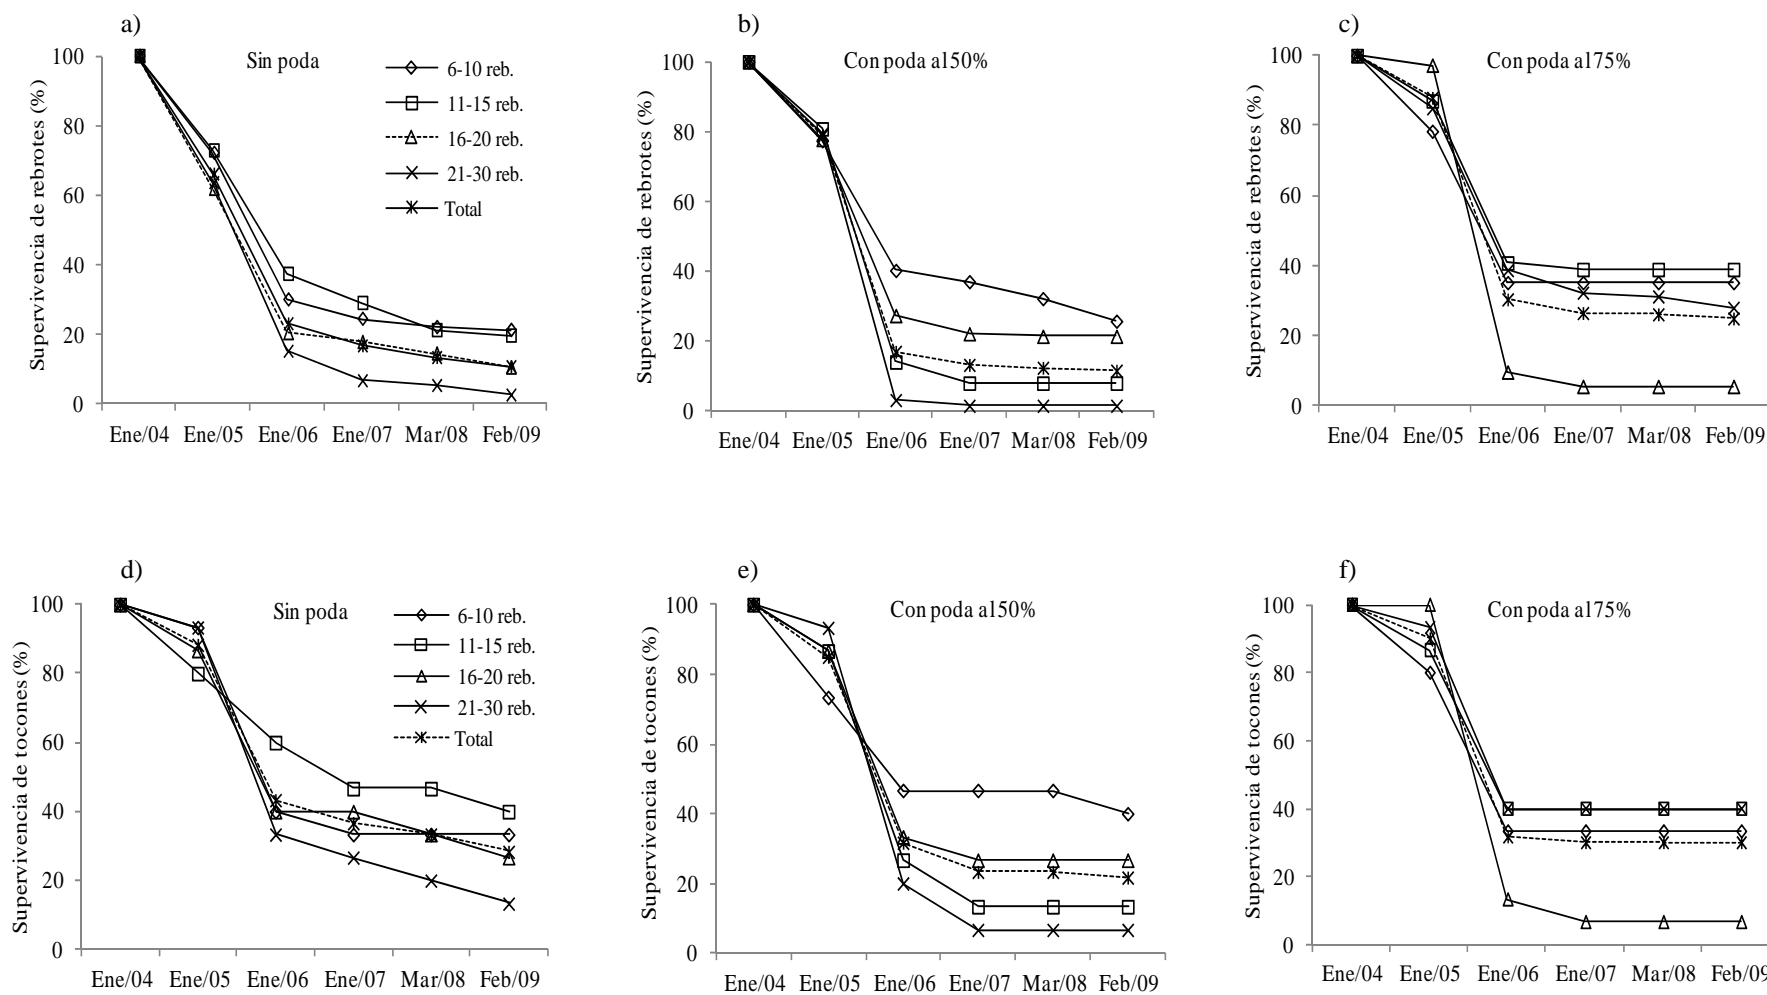 a)
Sin poda
Supervivencia de rebrotes (%)
100
80
60
40
20
0
Ene/04 Ene/05 Ene/06 Ene/07 Mar/08 Feb/09
6-10 reb.
11-15 reb.
16-20 reb.
21-30 reb.
Total
b)
Con poda al50%
Supervivencia de rebrotes (%)
100
80
60
40
20
0
Ene/04 Ene/05 Ene/06 Ene/07 Mar/08 Feb/09
c)
Con poda al75%
Supervivencia de rebrotes (%)
100
80
60
40
20
0
Ene/04 Ene/05 Ene/06 Ene/07 Mar/08 Feb/09
d)
Sin poda
Supervivencia de tocones (%)
100
80
60
40
20
0
Ene/04 Ene/05 Ene/06 Ene/07 Mar/08 Feb/09
6-10 reb.
11-15 reb.
16-20 reb.
21-30 reb.
Total
e)
Con poda al50%
Supervivencia de tocones (%)
100
80
60
40
20
0
Ene/04 Ene/05 Ene/06 Ene/07 Mar/08 Feb/09
f)
Con poda al75%
Supervivencia de tocones (%)
100
80
60
40
20
0
Ene/04 Ene/05 Ene/06 Ene/07 Mar/08 Feb/09